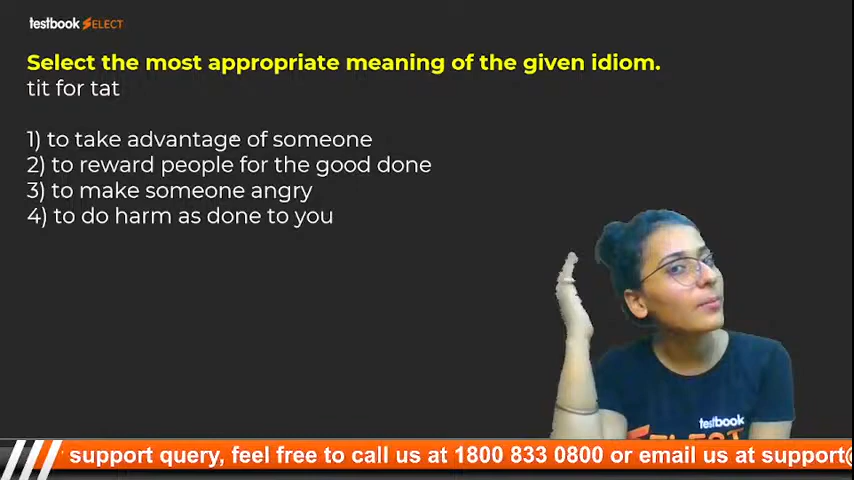 testbook SELECT
Select the most appropriate meaning of the given idiom.
tit for tat
1) to take advantage of someone
2) to reward people for the good done
3) to make someone angry
4) to do harm as done to you
testbook
SELECT
support query, feel free to call us at 1800 833 0800 or email us at support@